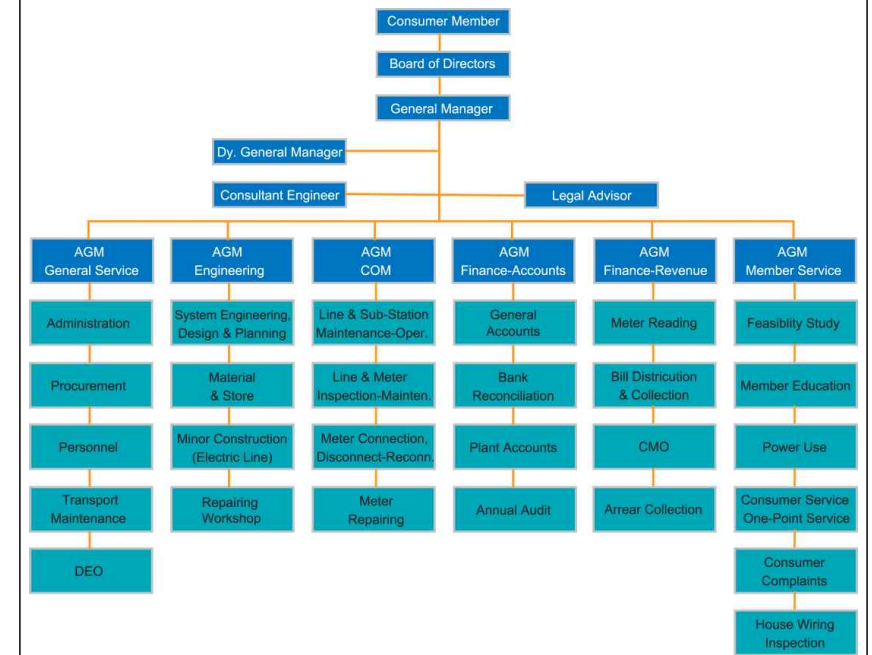 Consumer Member
Board of Directors
General Manager
Dy. General Manager
Consultant Engineer
Legal Advisor
AGM
General Service
AGM
Engineering
AGM
COM
AGM
Finance-Accounts
AGM
Finance-Revenue
AGM
Member Service
Administration
System Engineering,
Design & Planning
Line & Sub-Station
Maintenance-Oper.
General
Accounts
Meter Reading
Feasiblity Study
Procurement
Material
& Store
Line & Meter
Inspection-Mainten.
Bank
Reconciliation
Bill Districution
& Collection
Member Education
Personnel
Minor Construction
(Electric Line)
Meter Connection,
Disconnect-Reconn.
Plant Accounts
CMO
Power Use
Transport
Maintenance
Repairing
Workshop
Meter
Repairing
Annual Audit
Arrear Collection
Consumer Service
One-Point Service
DEO
Consumer
Complaints
House Wiring
Inspection